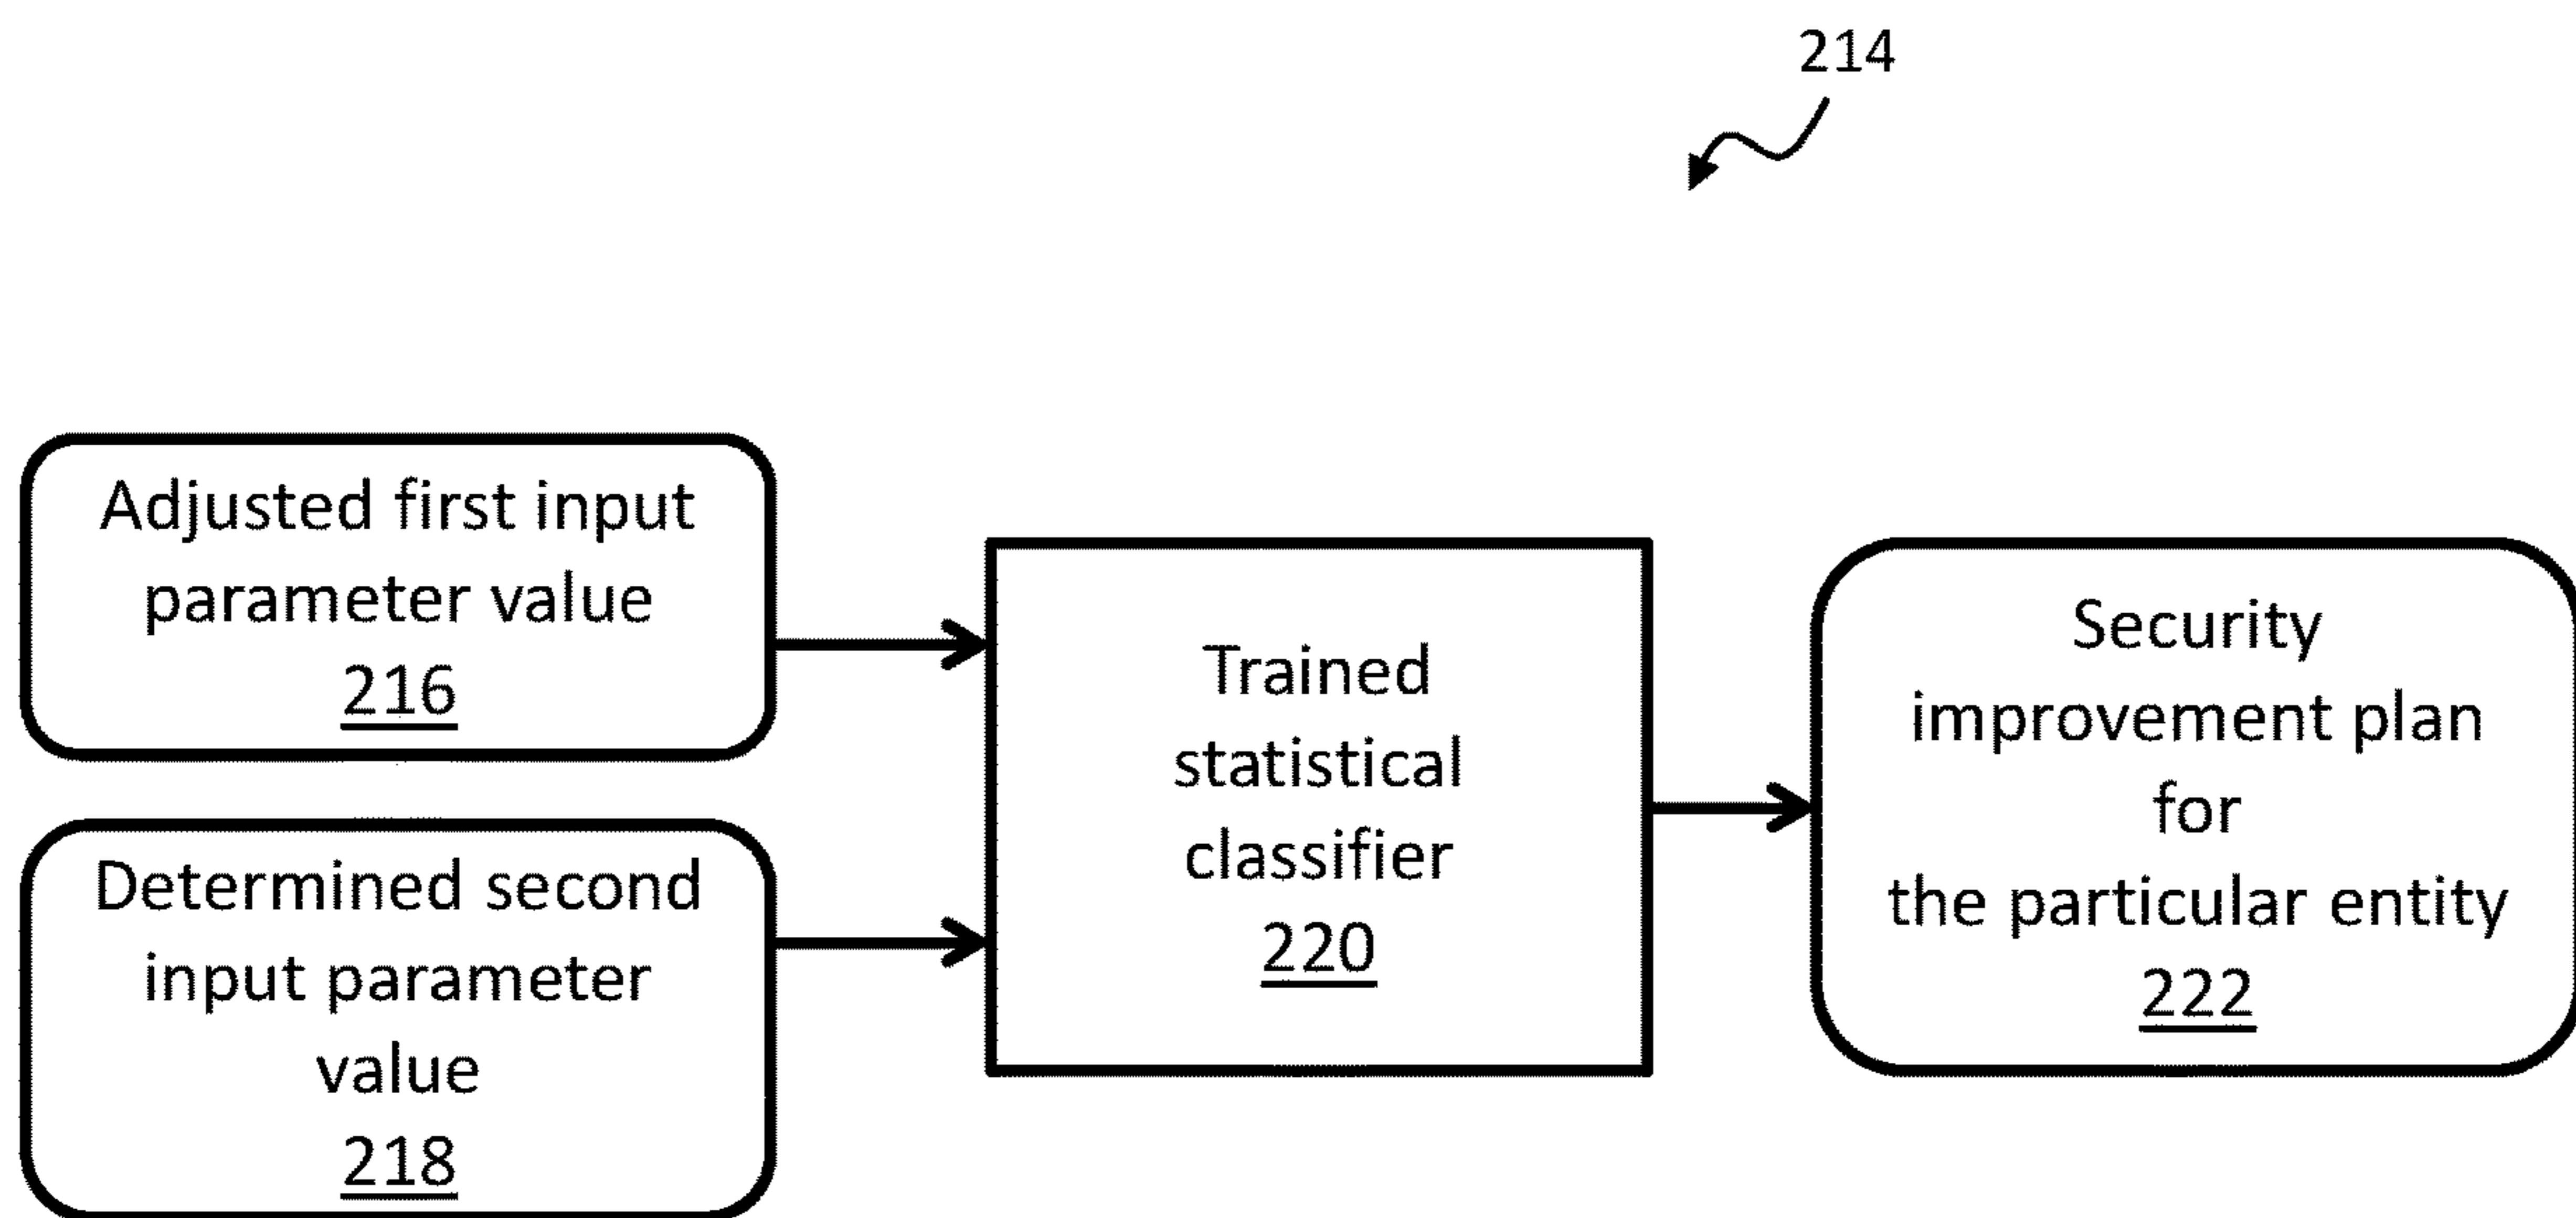 214
Adjusted first input
parameter value
216
Determined second
input parameter
value
218
Trained
statistical
classifier
220
Security
improvement plan
for
the particular entity
222